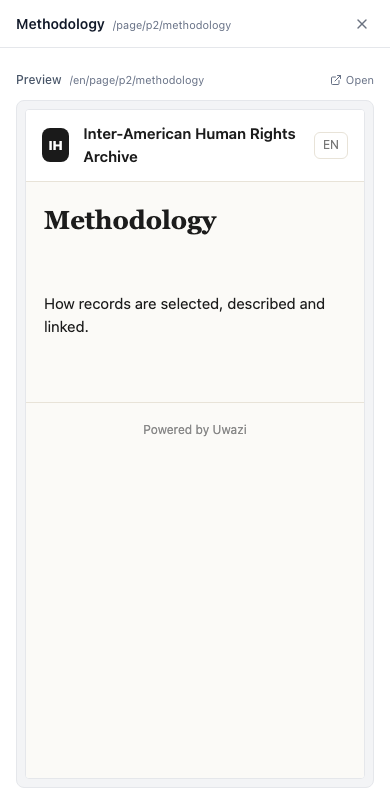 Methodology /page/p2/methodology
Preview /en/page/p2/methodology Open
IH Inter-American Human Rights
Archive
EN
Methodology
How records are selected, described and
linked.
Powered by Uwazi